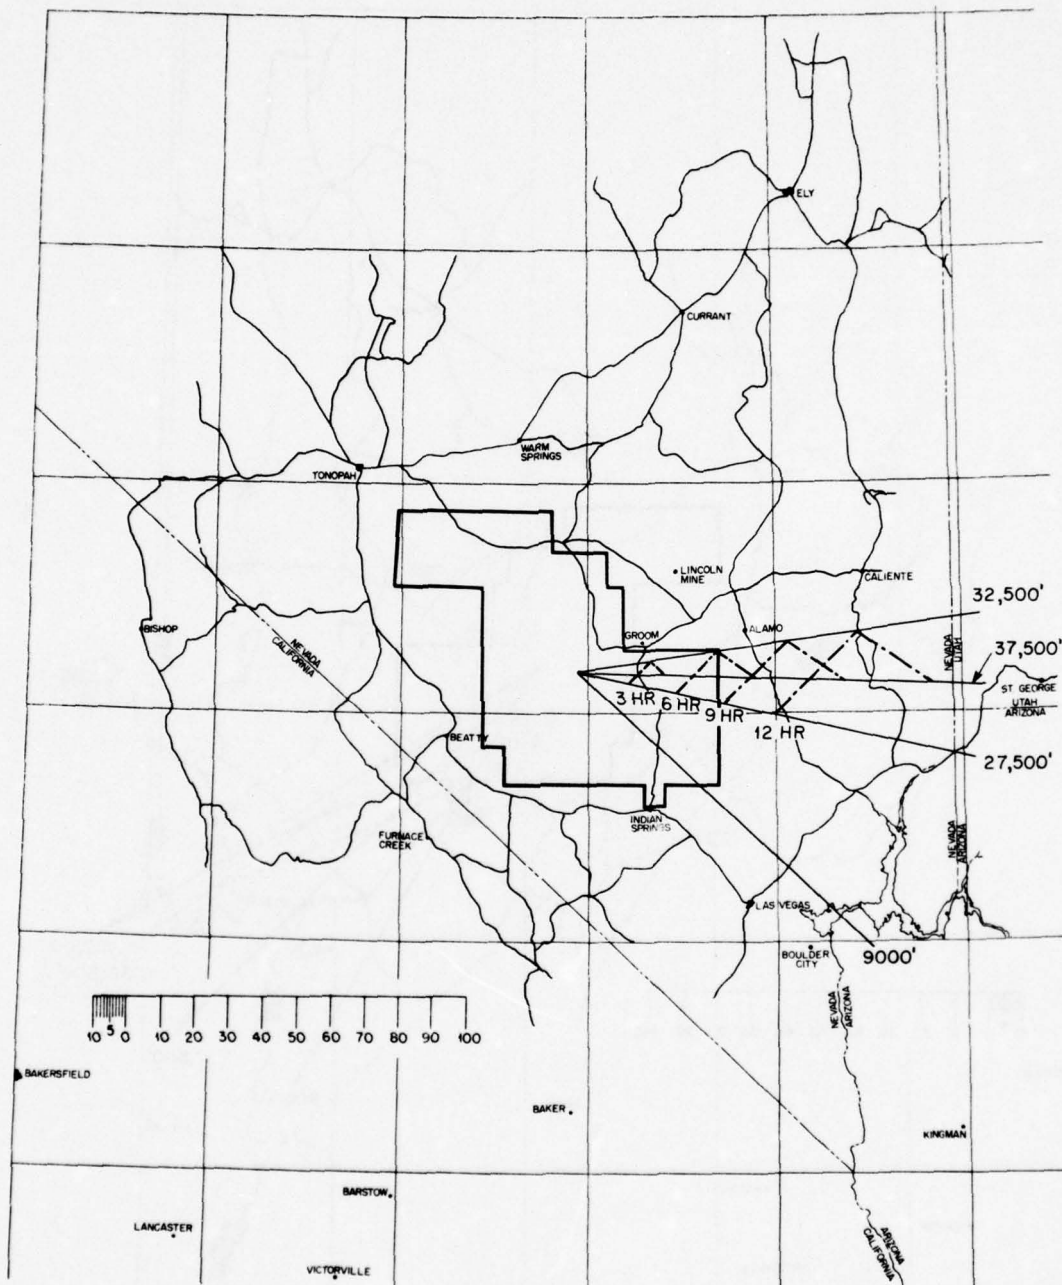 ELY
CURRANT
WARM
SPRINGS
TONOPAH
LINCOLN
MINE
CALIENTE
32,500'
BISHOP
NEVADA
CALIFORNIA
GROOM
ALAMO
NEVADA
UTAH
37,500'
ST GEORGE
UTAH
ARIZONA
3 HR
6 HR
9 HR
12 HR
BEATTY
27,500'
INDIAN
SPRINGS
FURNACE
CREEK
NEVADA
ARIZONA
LAS VEGAS
BOULDER
CITY
9000'
NEVADA
ARIZONA
10 5 0 10 20 30 40 50 60 70 80 90 100
BAKERSFIELD
BAKER
KINGMAN
BARSTOW
LANCASTER
ARIZONA
CALIFORNIA
VICTORVILLE